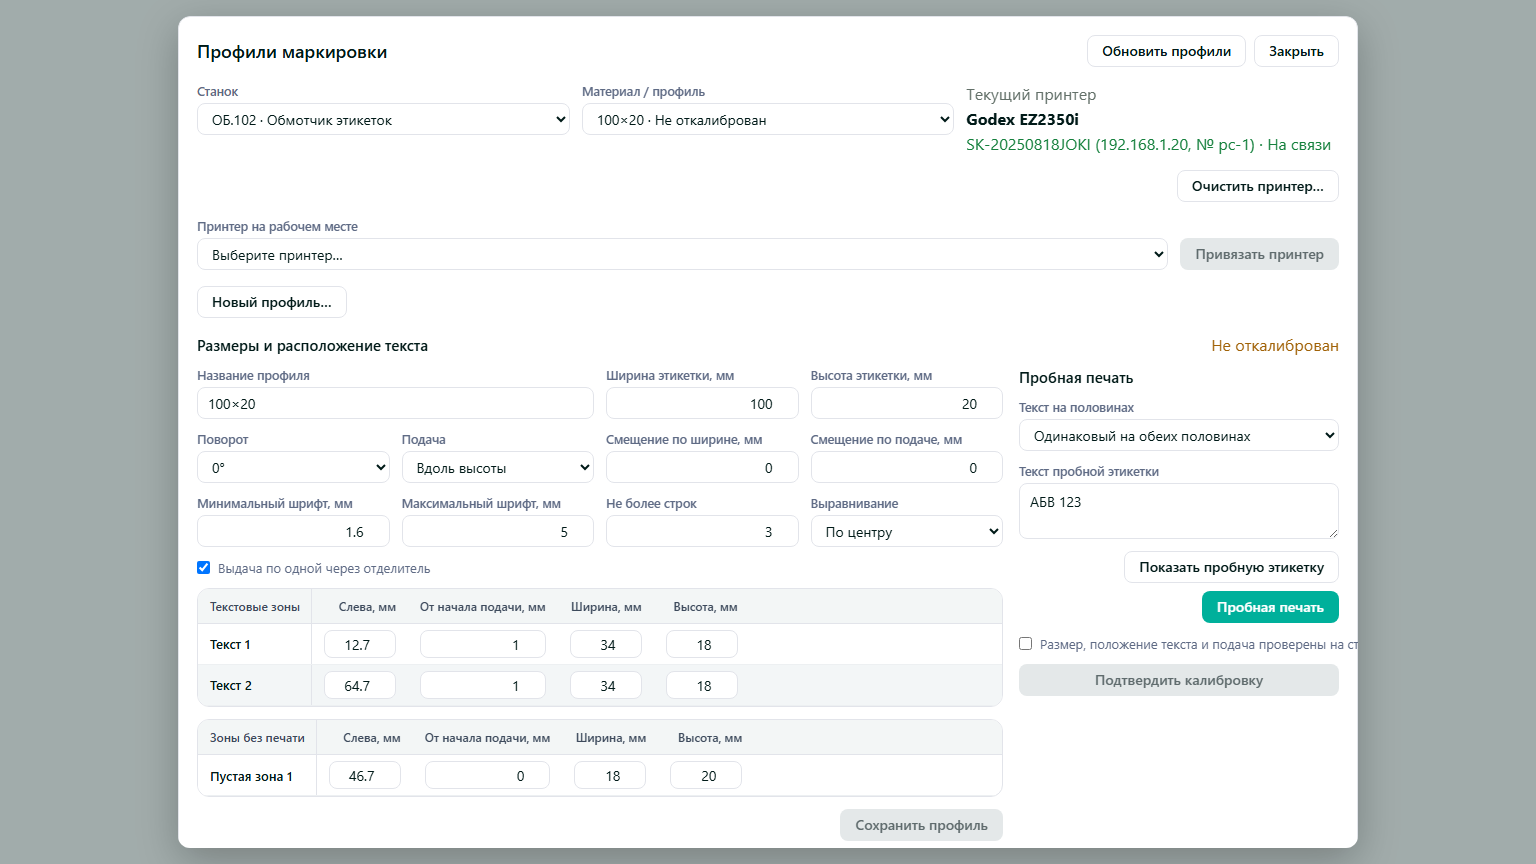 Профили маркировки
Обновить профили
Закрыть
Станок
Материал / профиль
Текущий принтер
ОБ.102 · Обмотчик этикеток
100×20 · Не откалиброван
Godex EZ2350i
SK-20250818JOKI (192.168.1.20, № pc-1) · На связи
Очистить принтер...
Принтер на рабочем месте
Выберите принтер...
Привязать принтер
Новый профиль...
Размеры и расположение текста
Не откалиброван
Название профиля
Ширина этикетки, мм
Высота этикетки, мм
100×20
100
20
Поворот
Подача
Смещение по ширине, мм
Смещение по подаче, мм
0°
Вдоль высоты
0
0
Минимальный шрифт, мм
Максимальный шрифт, мм
Не более строк
Выравнивание
1.6
5
3
По центру
Выдача по одной через отделитель
Текстовые зоны
Слева, мм
От начала подачи, мм
Ширина, мм
Высота, мм
Текст 1
12.7
1
34
18
Текст 2
64.7
1
34
18
Зоны без печати
Слева, мм
От начала подачи, мм
Ширина, мм
Высота, мм
Пустая зона 1
46.7
0
18
20
Сохранить профиль
Пробная печать
Текст на половинах
Одинаковый на обеих половинах
Текст пробной этикетки
АБВ 123
Показать пробную этикетку
Пробная печать
Размер, положение текста и подача проверены на ст
Подтвердить калибровку